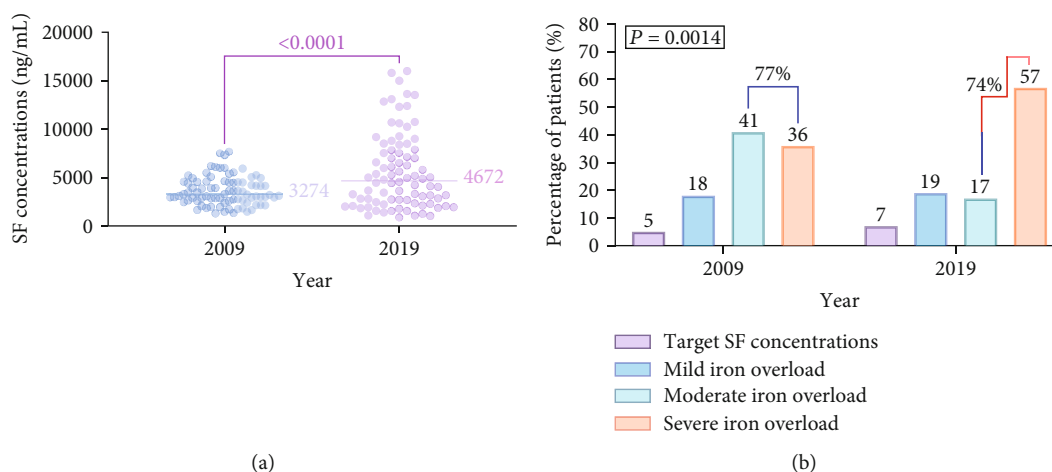 SF concentrations (ng/mL)
20000
15000
10000
5000
0
<0.0001
3274
4672
2009
2019
Year
(a)
Percentage of patients (%)
80
70
60
50
40
30
20
10
0
P = 0.0014
5
18
41
36
77%
7
19
17
57
74%
2009
2019
Year
Target SF concentrations
Mild iron overload
Moderate iron overload
Severe iron overload
(b)